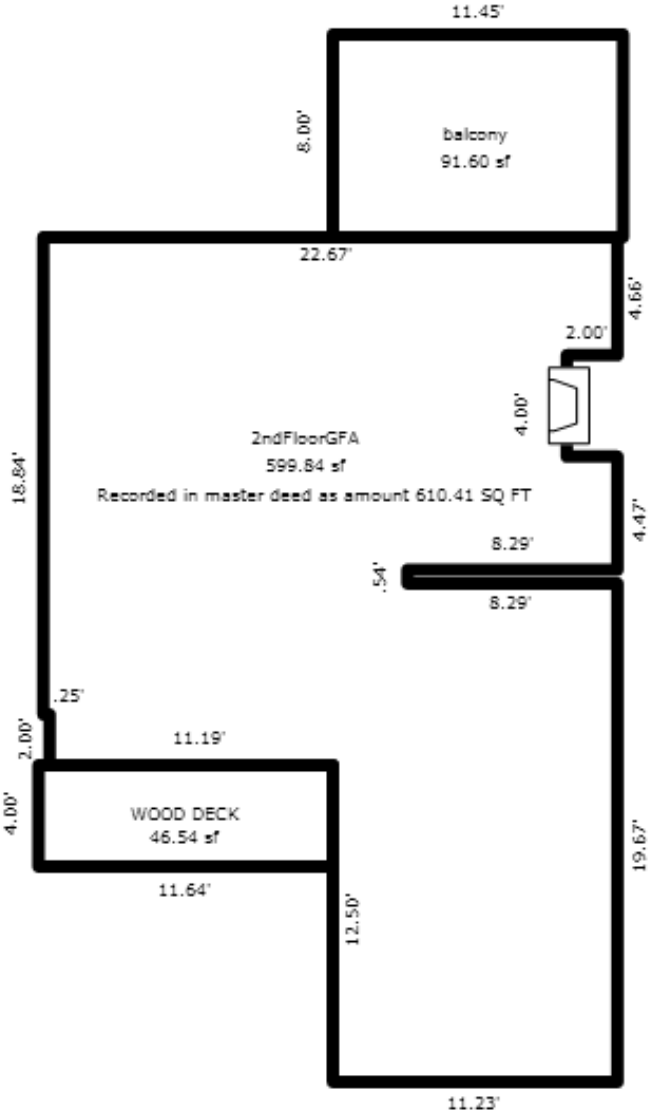 11.45'
8.00'
balcony
91.60 sf
22.67'
4.66'
2.00'
4.00'
2ndFloorGFA
599.84 sf
18.84'
Recorded in master deed as amount 610.41 SQ FT
4.47'
8.29'
.54'
8.29'
.25'
2.00'
11.19'
4.00'
WOOD DECK
46.54 sf
19.67'
11.64'
12.50'
11.23'